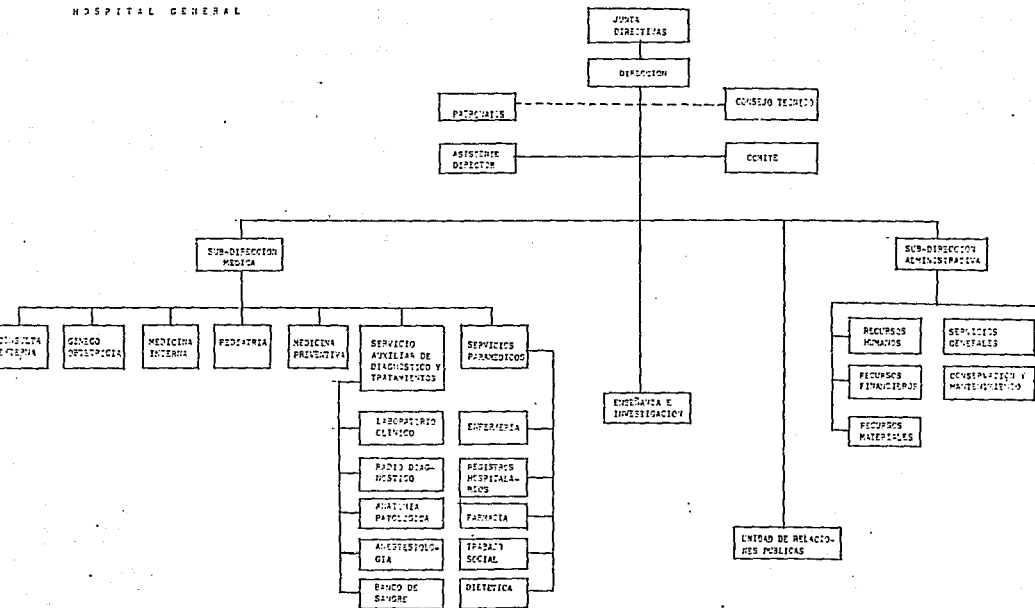 HOSPITAL GENERAL
JUNTA
DIRECTIVAS
DIRECCION
PATRONATOS
CONSEJO TECNICO
ASISTENTE
DIRECTOR
COMITE
SUB-DIRECCION
MEDICA
SUB-DIRECCION
ADMINISTRATIVA
CONSULTA
EXTERNA
GINECO
OBTETRICIA
MEDICINA
INTERNA
PEDIATRIA
MEDICINA
PREVENTIVA
SERVICIO
AUXILIAR DE
DIAGNOSTICO Y
TRATAMIENTOS
SERVICIOS
PARAMEDICOS
RECURSOS
HUMANOS
SERVICIOS
GENERALES
RECURSOS
FINANCIEROS
CONSERVACION Y
MANTENIMIENTO
RECURSOS
MATERIALES
ENSEÑANZA E
INVESTIGACION
LABORATORIO
CLINICO
ENFERMERIA
RADIO DIAG-
NOSTICO
REGISTROS
HOSPITALA-
RIOS
ANATOMIA
PATOLOGICA
FARMACIA
ANESTESIOLO-
GIA
TRABAJO
SOCIAL
BANCO DE
SANGRE
DIETETICA
UNIDAD DE RELACIO-
NES PUBLICAS